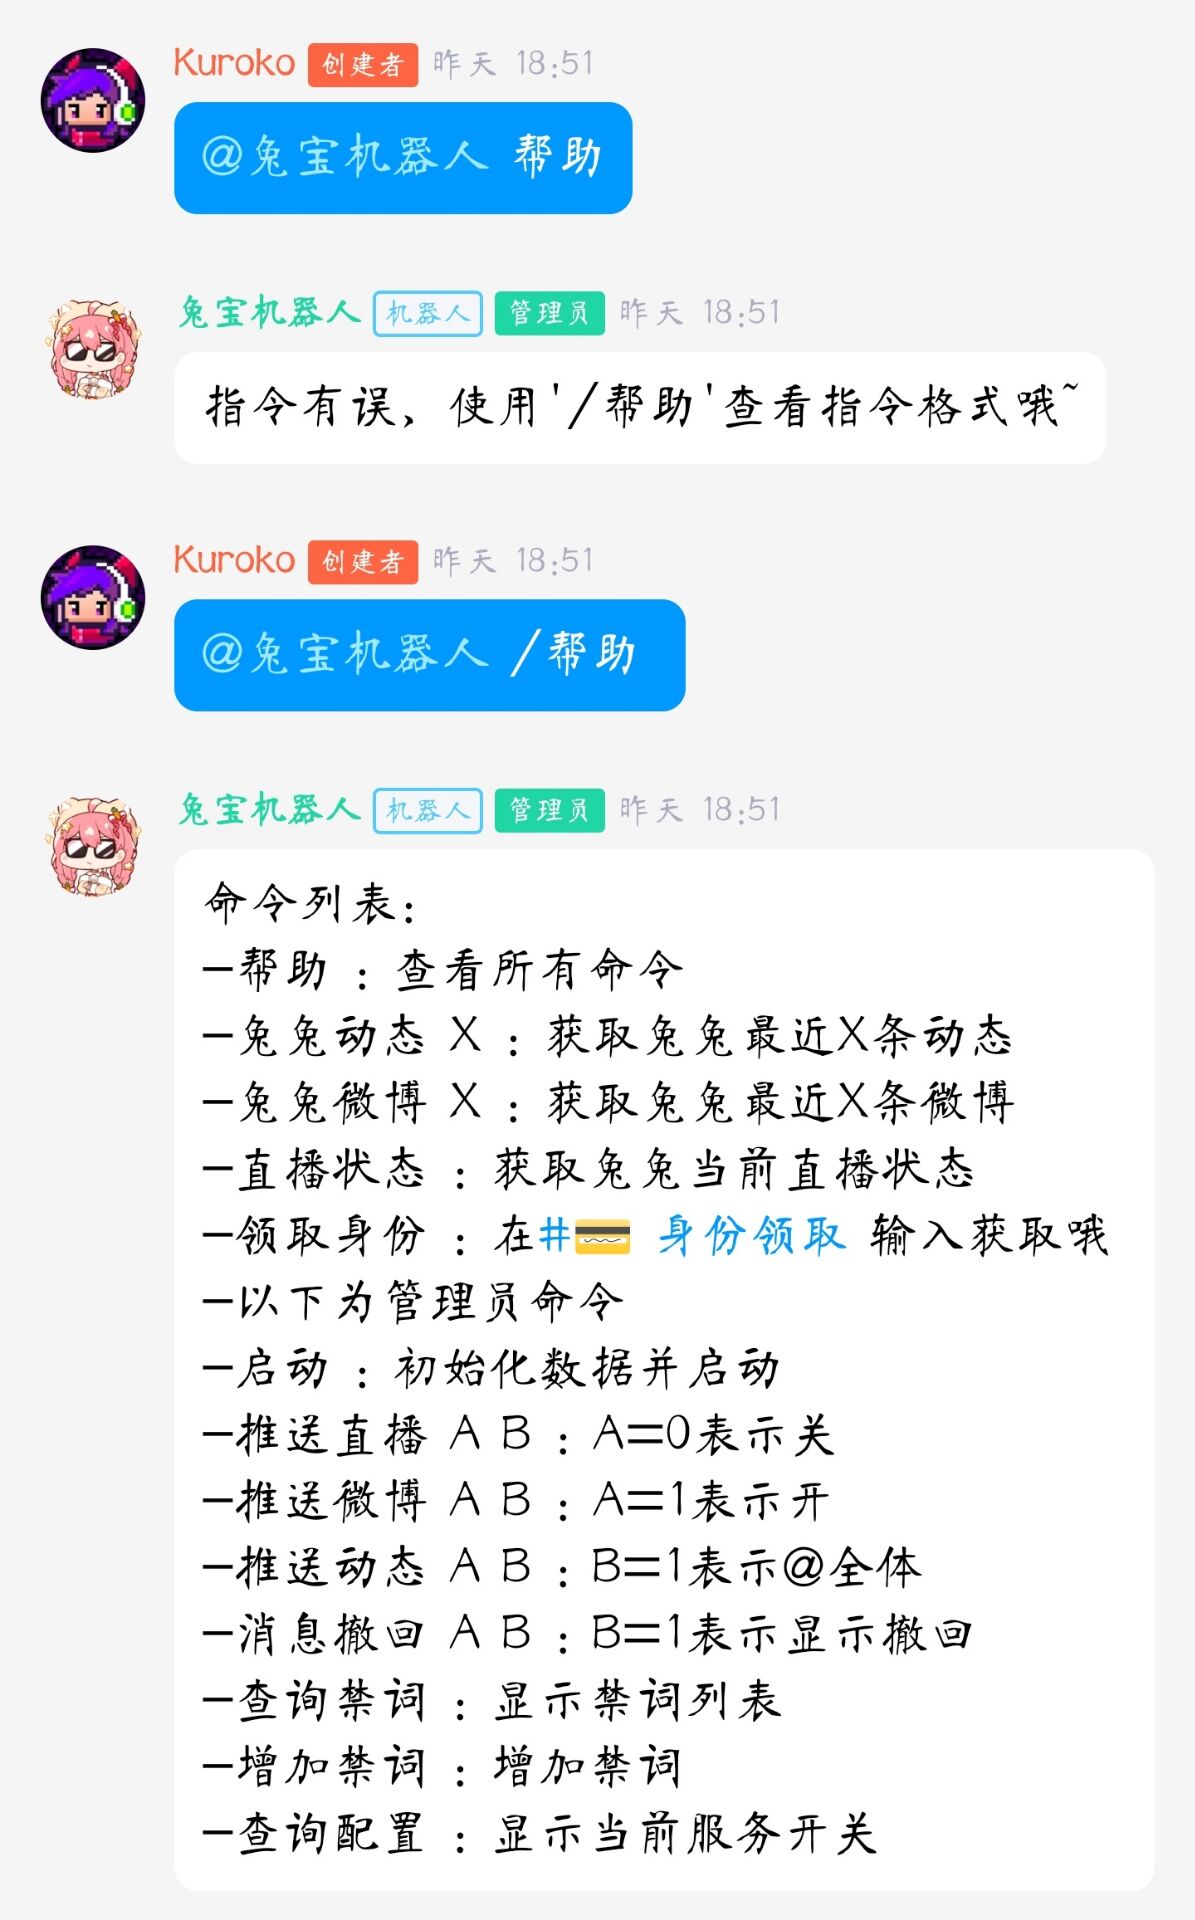 Kuroko 创建者 昨天 18:51
@兔宝机器人 帮助
兔宝机器人 机器人 管理员 昨天 18:51
指令有误，使用'/帮助'查看指令格式哦~
Kuroko 创建者 昨天 18:51
@兔宝机器人 /帮助
兔宝机器人 机器人 管理员 昨天 18:51
命令列表：
—帮助 ：查看所有命令
—兔兔动态 X ：获取兔兔最近X条动态
—兔兔微博 X ：获取兔兔最近X条微博
—直播状态 ：获取兔兔当前直播状态
—领取身份 ：在#💳 身份领取 输入获取哦
—以下为管理员命令
—启动 ：初始化数据并启动
—推送直播 A B ：A=0表示关
—推送微博 A B ：A=1表示开
—推送动态 A B ：B=1表示@全体
—消息撤回 A B ：B=1表示显示撤回
—查询禁词 ：显示禁词列表
—增加禁词 ：增加禁词
—查询配置 ：显示当前服务开关